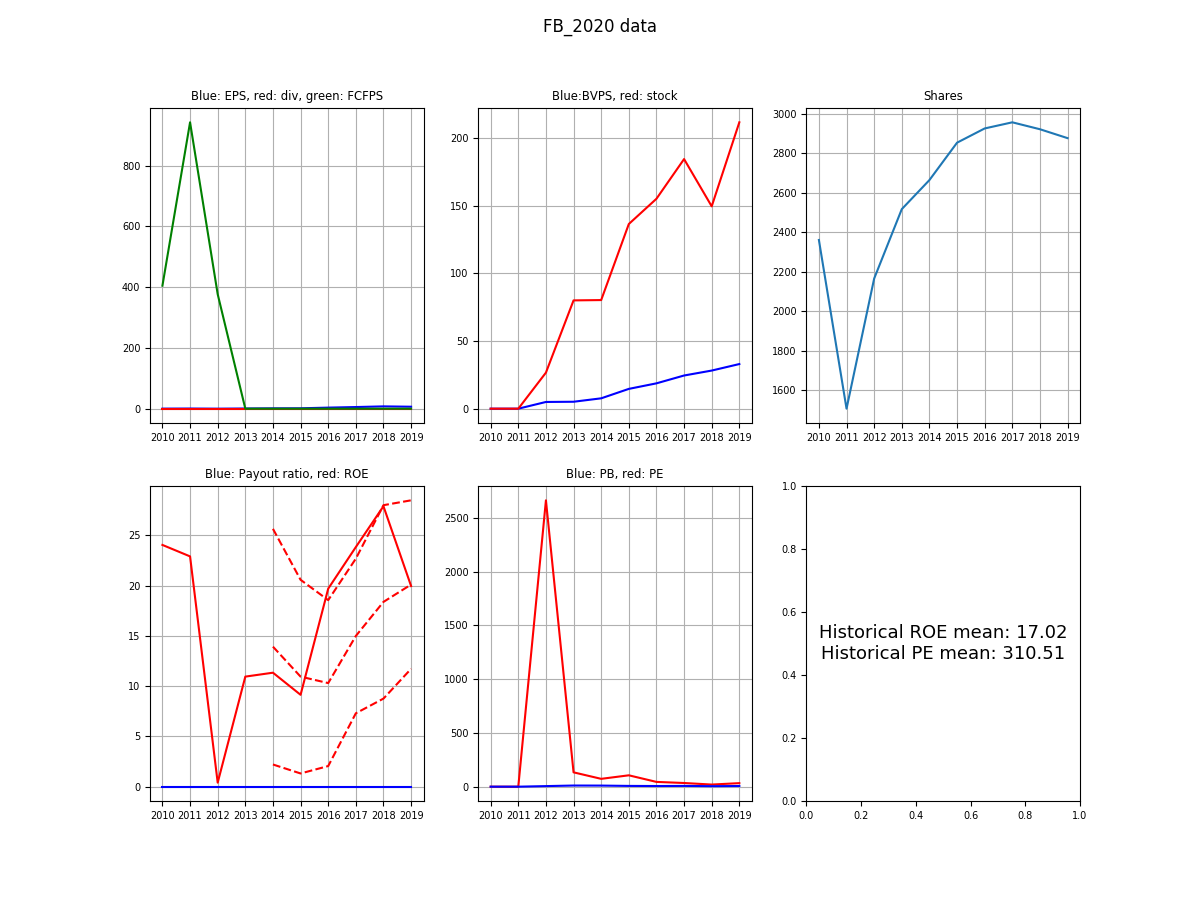 FB_2020 data
Blue: EPS, red: div, green: FCFPS
800
600
400
200
0
2010 2011 2012 2013 2014 2015 2016 2017 2018 2019
Blue:BVPS, red: stock
200
150
100
50
0
2010 2011 2012 2013 2014 2015 2016 2017 2018 2019
Shares
3000
2800
2600
2400
2200
2000
1800
1600
2010 2011 2012 2013 2014 2015 2016 2017 2018 2019
Blue: Payout ratio, red: ROE
25
20
15
10
5
0
2010 2011 2012 2013 2014 2015 2016 2017 2018 2019
Blue: PB, red: PE
2500
2000
1500
1000
500
0
2010 2011 2012 2013 2014 2015 2016 2017 2018 2019
1.0
0.8
0.6
0.4
0.2
0.0
Historical ROE mean: 17.02
Historical PE mean: 310.51
0.0 0.2 0.4 0.6 0.8 1.0